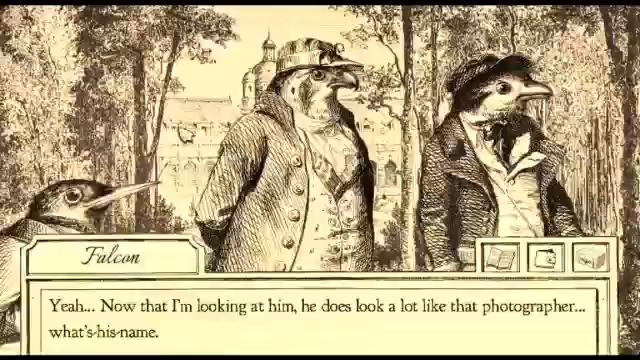 Falcon
Yeah... Now that I'm looking at him, he does look a lot like that photographer...
what's-his-name.